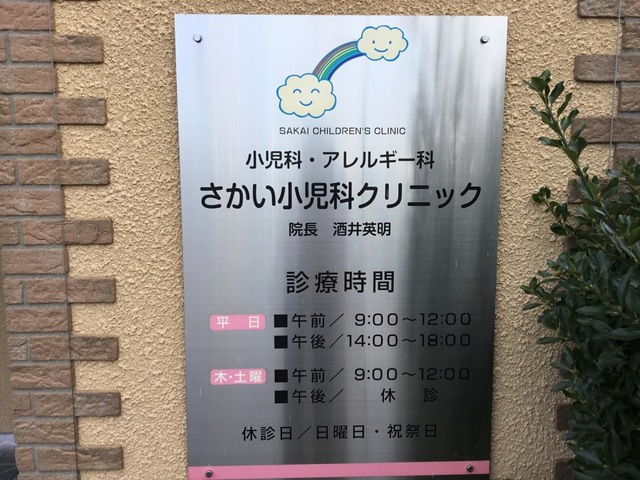 SAKAI CHILDREN'S CLINIC
小児科・アレルギー科
さかい小児科クリニック
院長 酒井英明
診療時間
平日 ■午前／ 9:00～12:00
■午後／14:00～18:00
木・土曜 ■午前／ 9:00～12:00
■午後／ 休診
休診日／日曜日・祝祭日